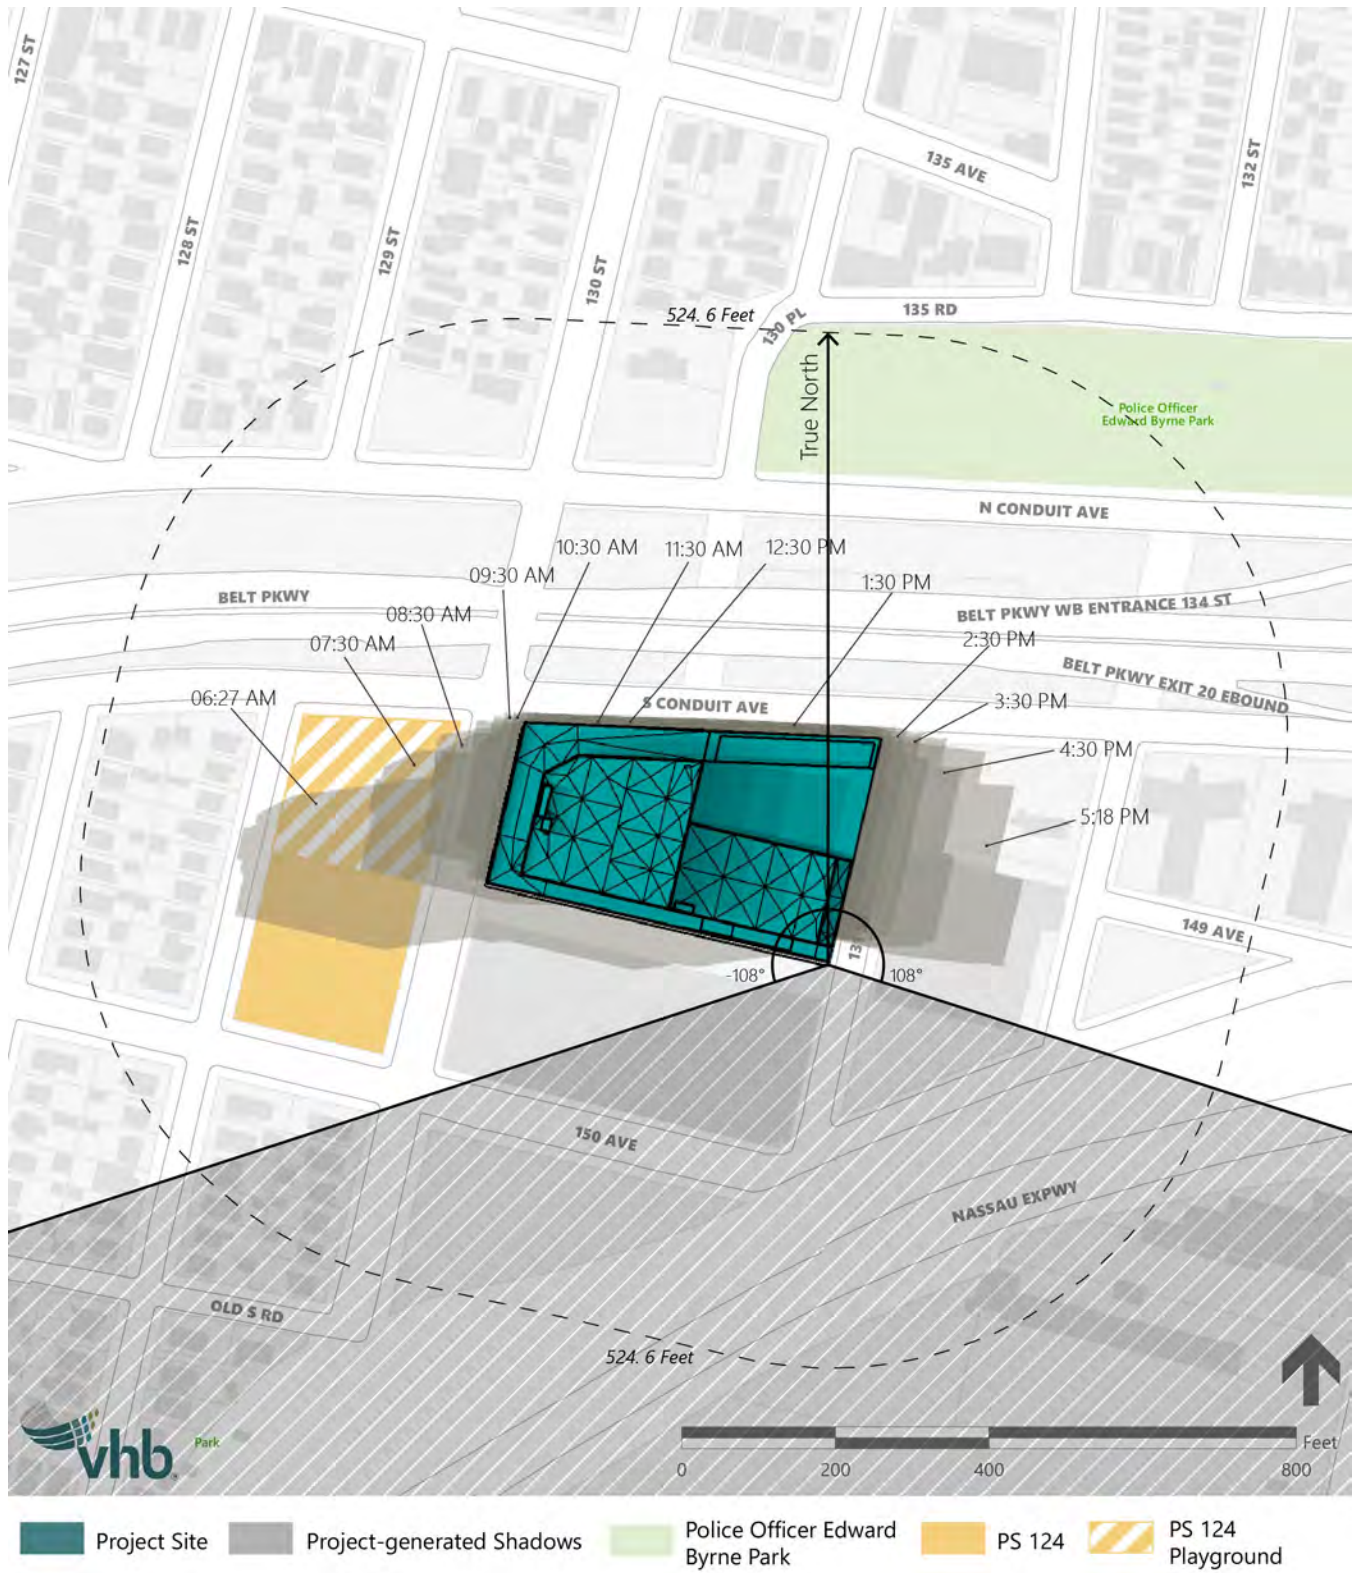 127 ST
135 AVE
132 ST
128 ST
129 ST
130 ST
524. 6 Feet
130 PL
135 RD
True North
Police Officer
Edward Byrne Park
N CONDUIT AVE
10:30 AM
11:30 AM
12:30 PM
09:30 AM
1:30 PM
BELT PKWY
08:30 AM
BELT PKWY WB ENTRANCE 134 ST
07:30 AM
2:30 PM
BELT PKWY EXIT 20 EBOUND
06:27 AM
S CONDUIT AVE
3:30 PM
4:30 PM
5:18 PM
149 AVE
13
-108°
108°
150 AVE
NASSAU EXPWY
OLD S RD
524. 6 Feet
vhb
Park
Feet
0
200
400
800
Project Site
Project-generated Shadows
Police Officer Edward
Byrne Park
PS 124
PS 124
Playground